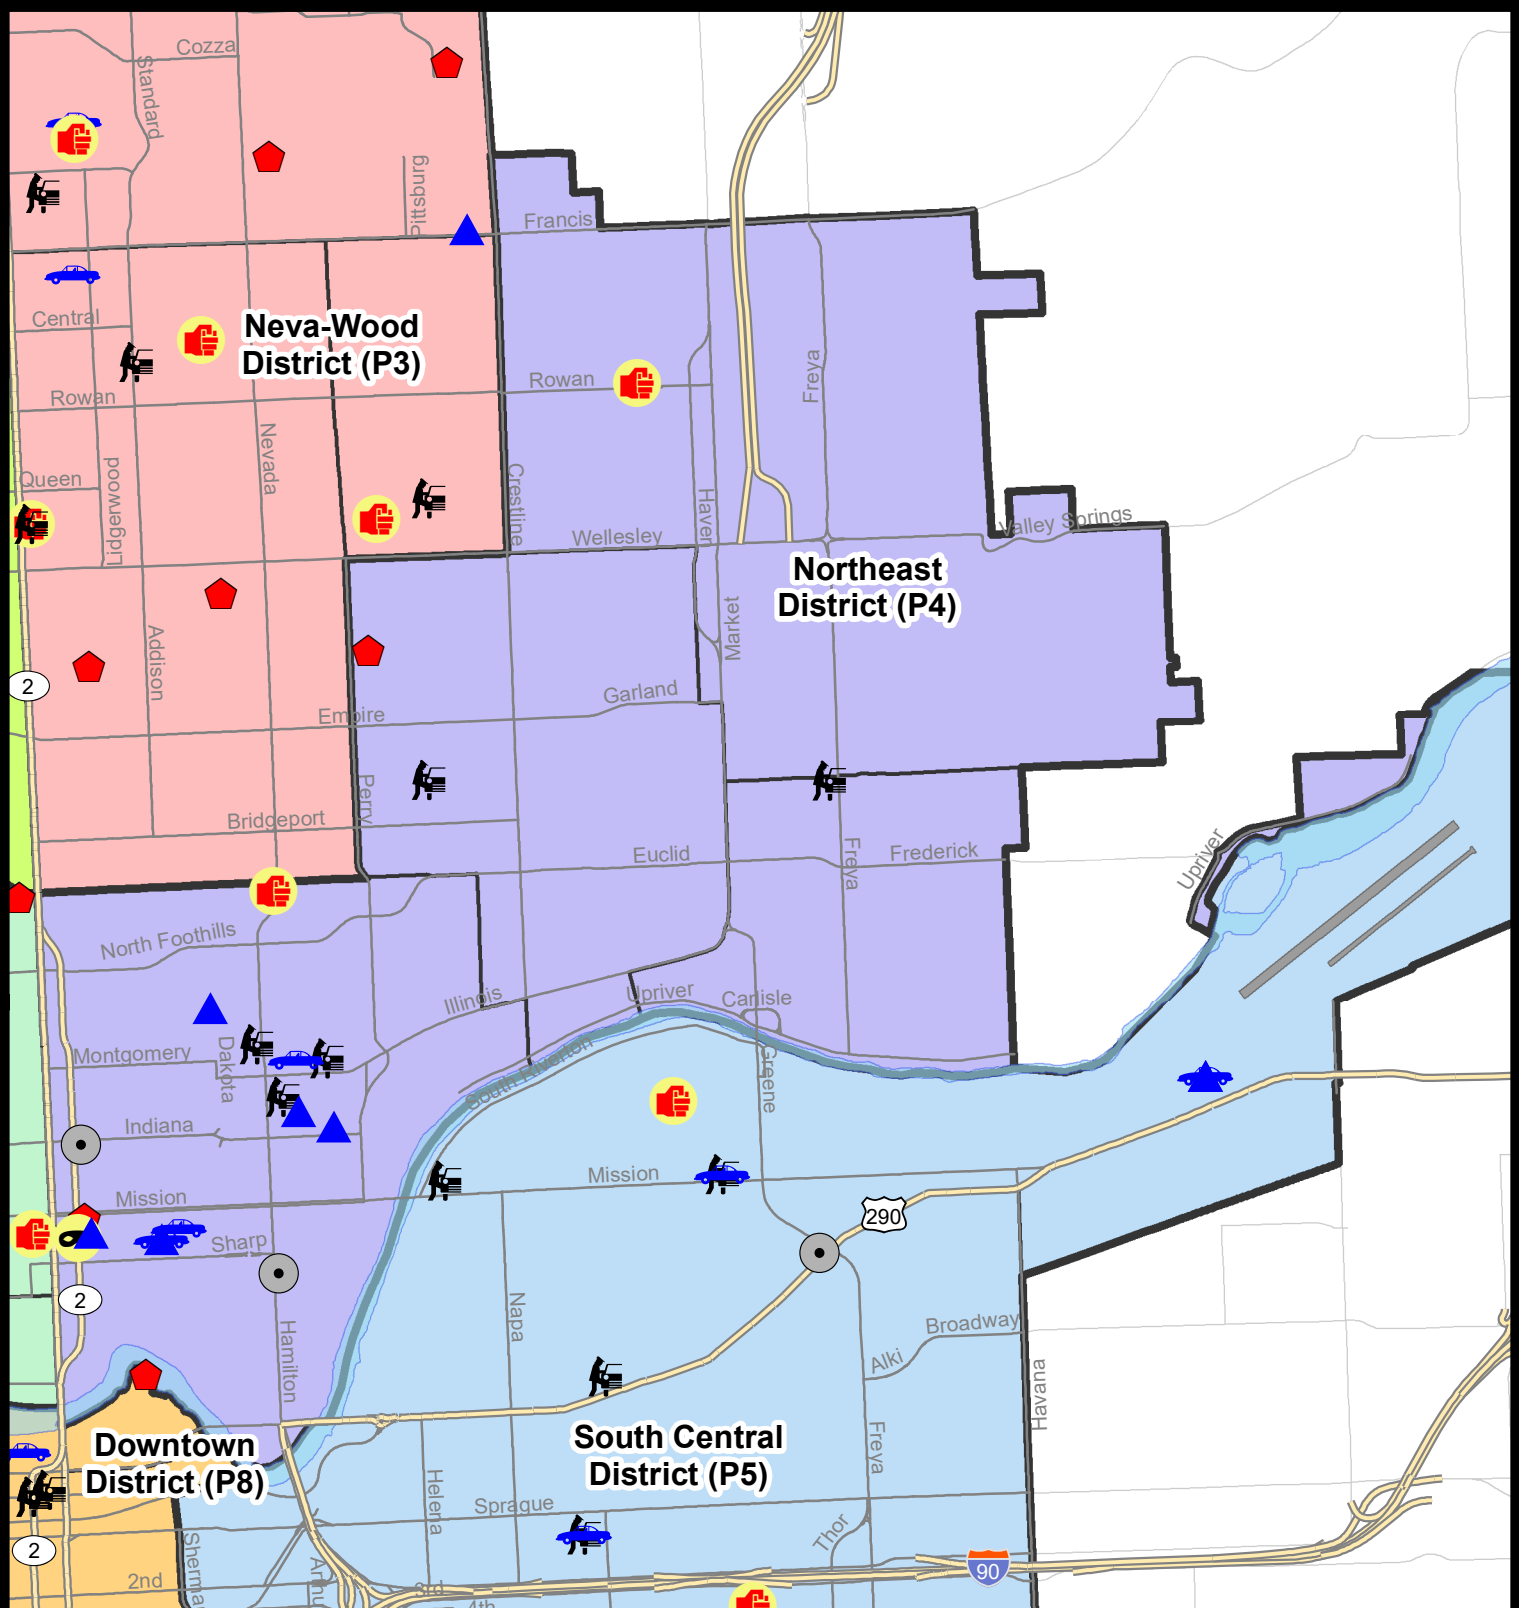 Cozza
Standard
Pittsburg
Francis
Central
Neva-Wood
District (P3)
Rowan
Rowan
Freya
Nevada
Queen
Lidgerwood
Crestline
Haven
Wellesley
Valley Springs
Northeast
District (P4)
Market
Addison
2
Garland
Empire
Perry
Bridgeport
Euclid
Frederick
Freya
Upriver
North Foothills
Illinois
Upriver
Carlisle
Montgomery
Dakota
South Riverton
Greene
Indiana
Mission
Mission
290
Sharp
2
Napa
Hamilton
Broadway
Alki
Havana
Downtown
District (P8)
South Central
District (P5)
Freya
Helena
Sprague
Thor
2
Sherman
Arthur
90
2nd
3rd
4th